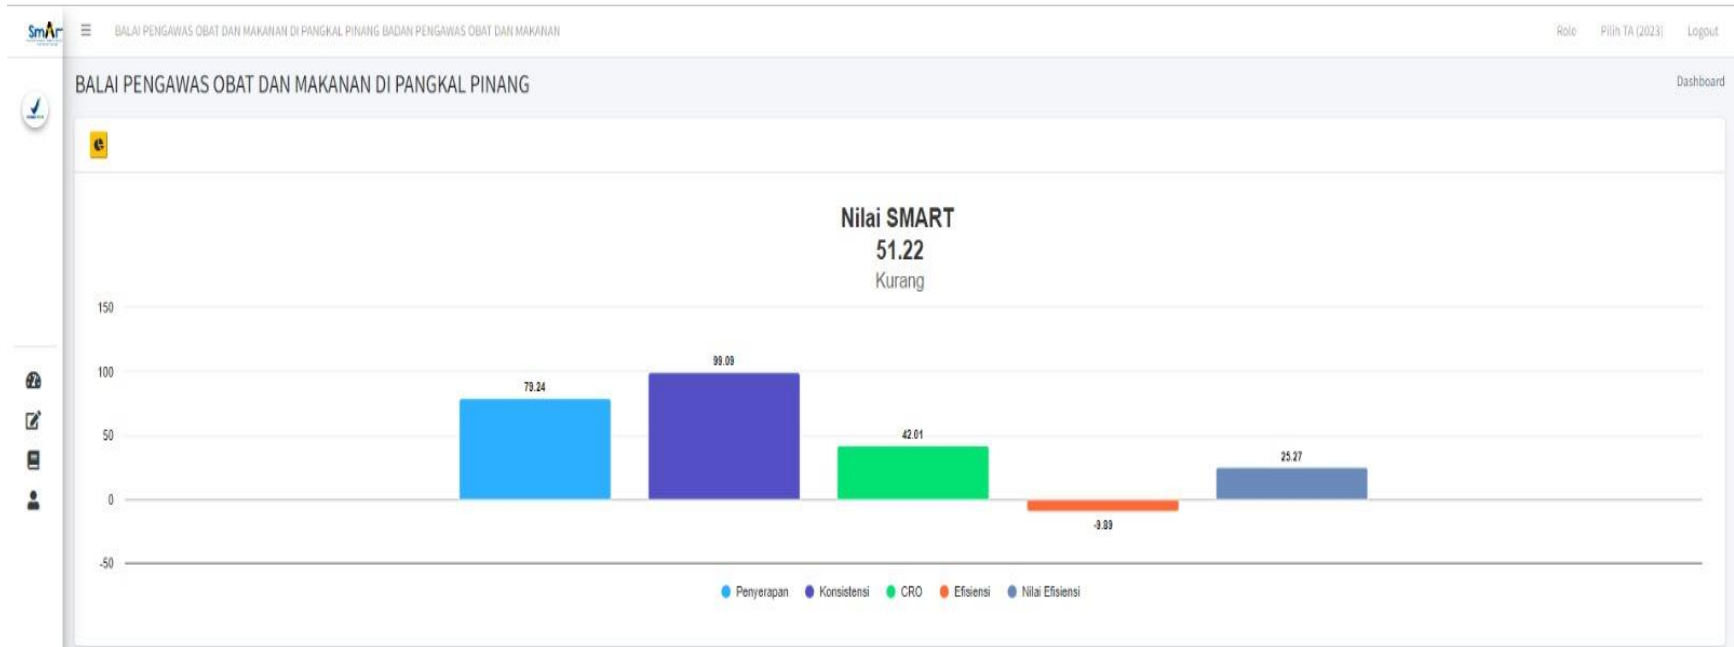 SmArt
BALAI PENGAWAS OBAT DAN MAKANAN DI PANGKAL PINANG BADAN PENGAWAS OBAT DAN MAKANAN
Role Pilih TA (2023) Logout
BALAI PENGAWAS OBAT DAN MAKANAN DI PANGKAL PINANG
Dashboard
Nilai SMART
51.22
Kurang
150
100
50
0
-50
79.24
99.09
42.01
-9.89
25.27
Penyerapan Konsistensi CRO Efisiensi Nilai Efisiensi